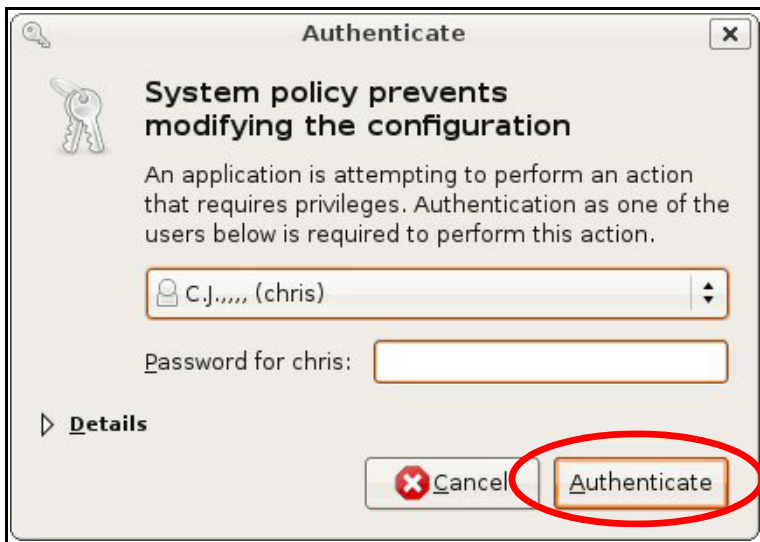 Authenticate
System policy prevents
modifying the configuration
An application is attempting to perform an action
that requires privileges. Authentication as one of the
users below is required to perform this action.
C.J.,,,,, (chris)
Password for chris:
Details
Cancel Authenticate